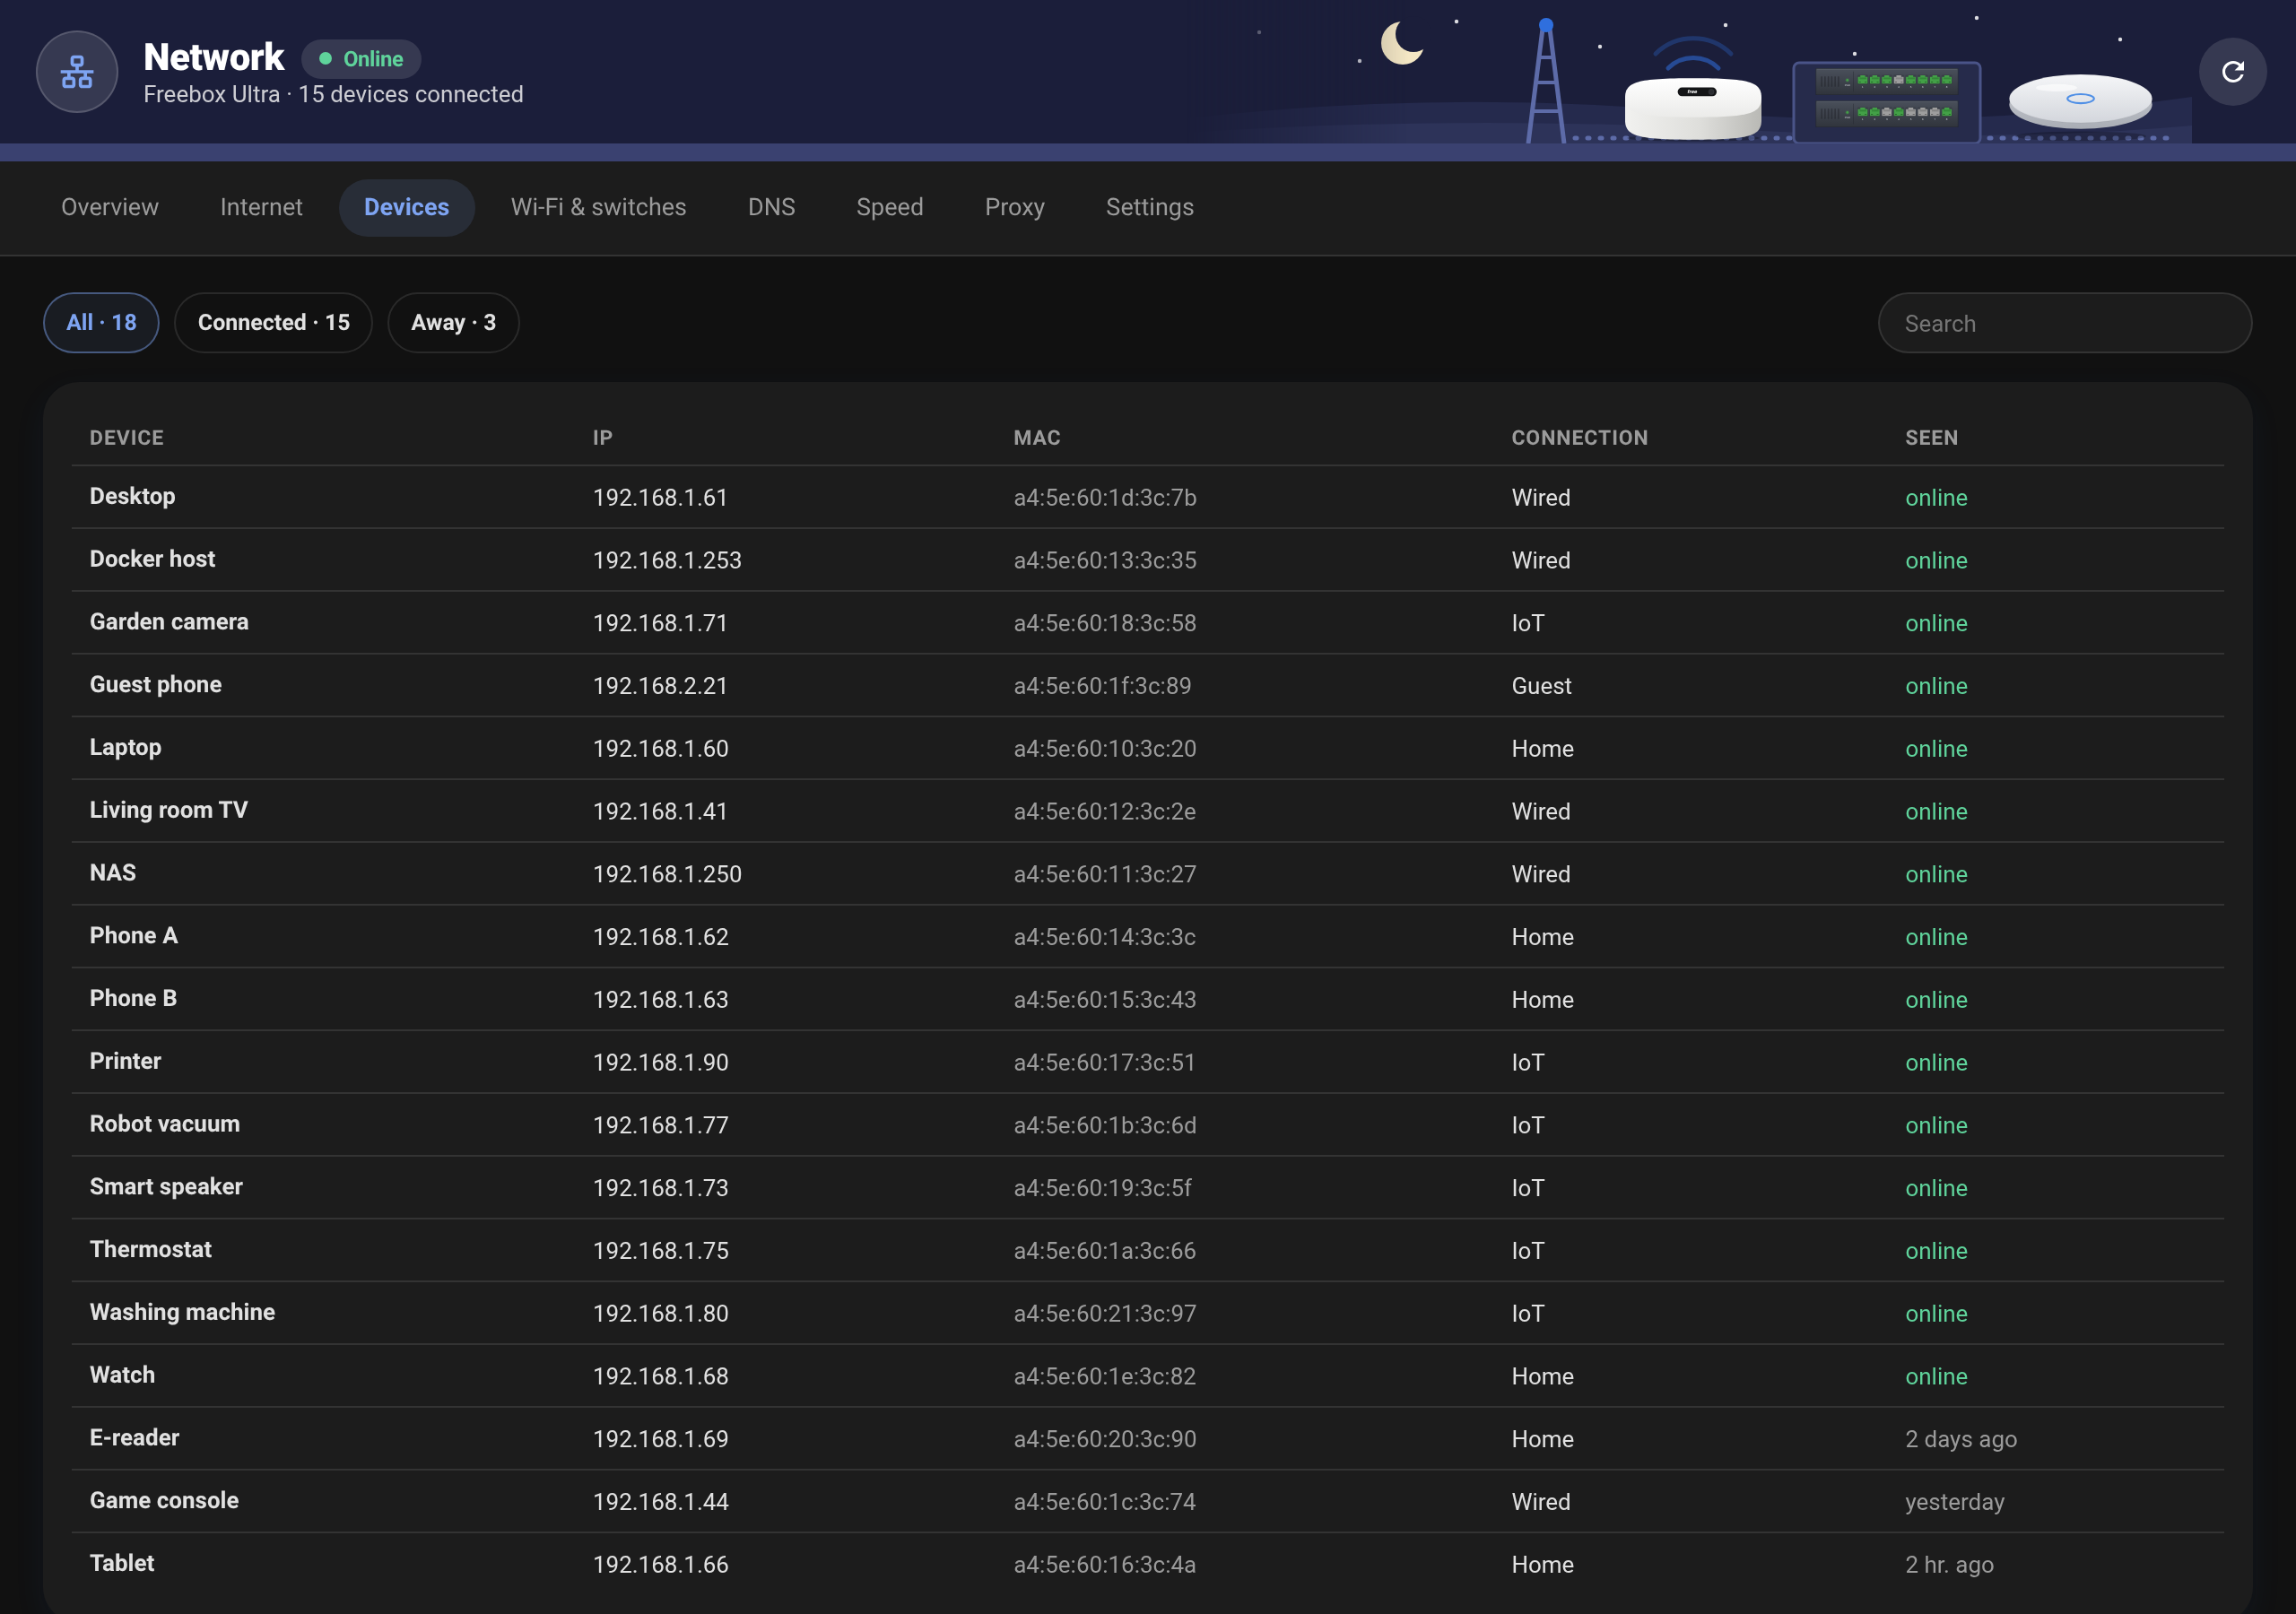 Network Online
Freebox Ultra · 15 devices connected
free
Overview Internet Devices Wi-Fi & switches DNS Speed Proxy Settings
All · 18 Connected · 15 Away · 3 Search
DEVICE IP MAC CONNECTION SEEN
Desktop 192.168.1.61 a4:5e:60:1d:3c:7b Wired online
Docker host 192.168.1.253 a4:5e:60:13:3c:35 Wired online
Garden camera 192.168.1.71 a4:5e:60:18:3c:58 IoT online
Guest phone 192.168.2.21 a4:5e:60:1f:3c:89 Guest online
Laptop 192.168.1.60 a4:5e:60:10:3c:20 Home online
Living room TV 192.168.1.41 a4:5e:60:12:3c:2e Wired online
NAS 192.168.1.250 a4:5e:60:11:3c:27 Wired online
Phone A 192.168.1.62 a4:5e:60:14:3c:3c Home online
Phone B 192.168.1.63 a4:5e:60:15:3c:43 Home online
Printer 192.168.1.90 a4:5e:60:17:3c:51 IoT online
Robot vacuum 192.168.1.77 a4:5e:60:1b:3c:6d IoT online
Smart speaker 192.168.1.73 a4:5e:60:19:3c:5f IoT online
Thermostat 192.168.1.75 a4:5e:60:1a:3c:66 IoT online
Washing machine 192.168.1.80 a4:5e:60:21:3c:97 IoT online
Watch 192.168.1.68 a4:5e:60:1e:3c:82 Home online
E-reader 192.168.1.69 a4:5e:60:20:3c:90 Home 2 days ago
Game console 192.168.1.44 a4:5e:60:1c:3c:74 Wired yesterday
Tablet 192.168.1.66 a4:5e:60:16:3c:4a Home 2 hr. ago